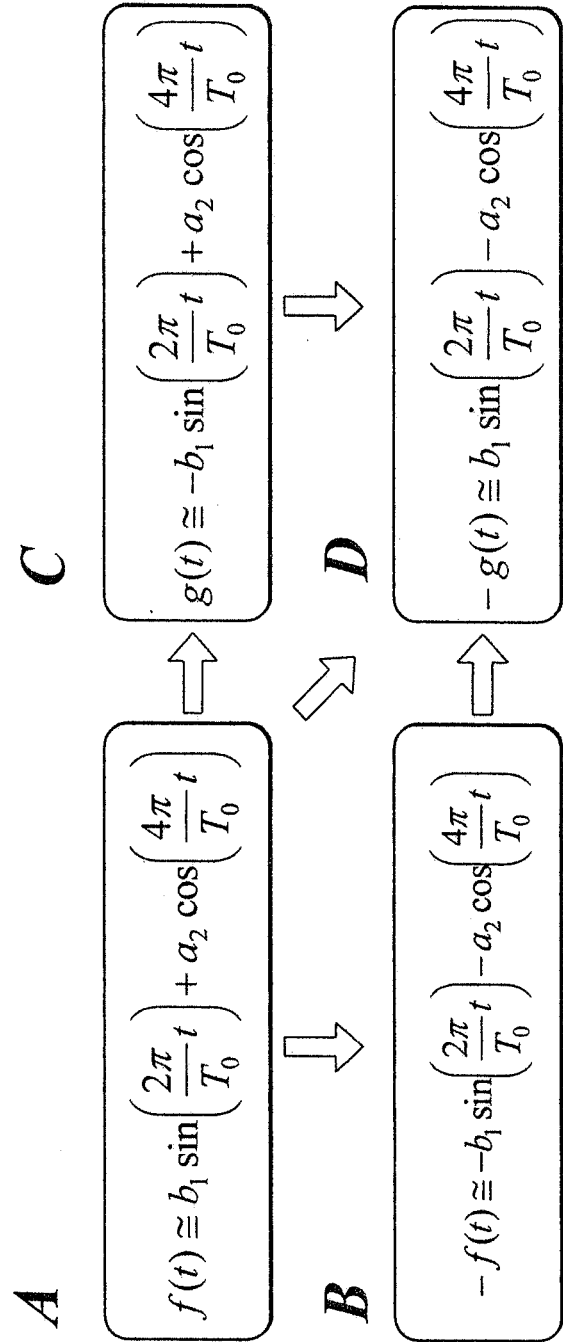 A
f(t) ≅ b₁ sin(2π/T₀ t) + a₂ cos(4π/T₀ t)
C
g(t) ≅ −b₁ sin(2π/T₀ t) + a₂ cos(4π/T₀ t)
B
−f(t) ≅ −b₁ sin(2π/T₀ t) − a₂ cos(4π/T₀ t)
D
−g(t) ≅ b₁ sin(2π/T₀ t) − a₂ cos(4π/T₀ t)